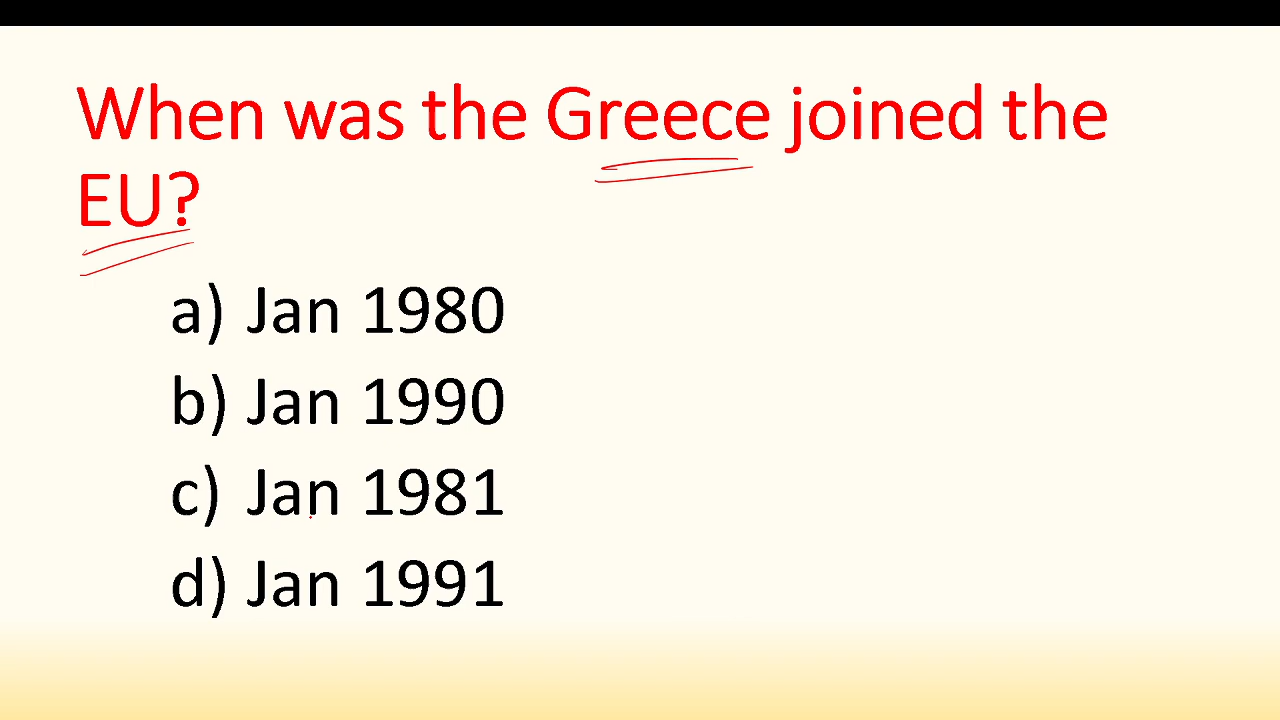 When was the Greece joined the
EU?
a) Jan 1980
b) Jan 1990
c) Jan 1981
d) Jan 1991